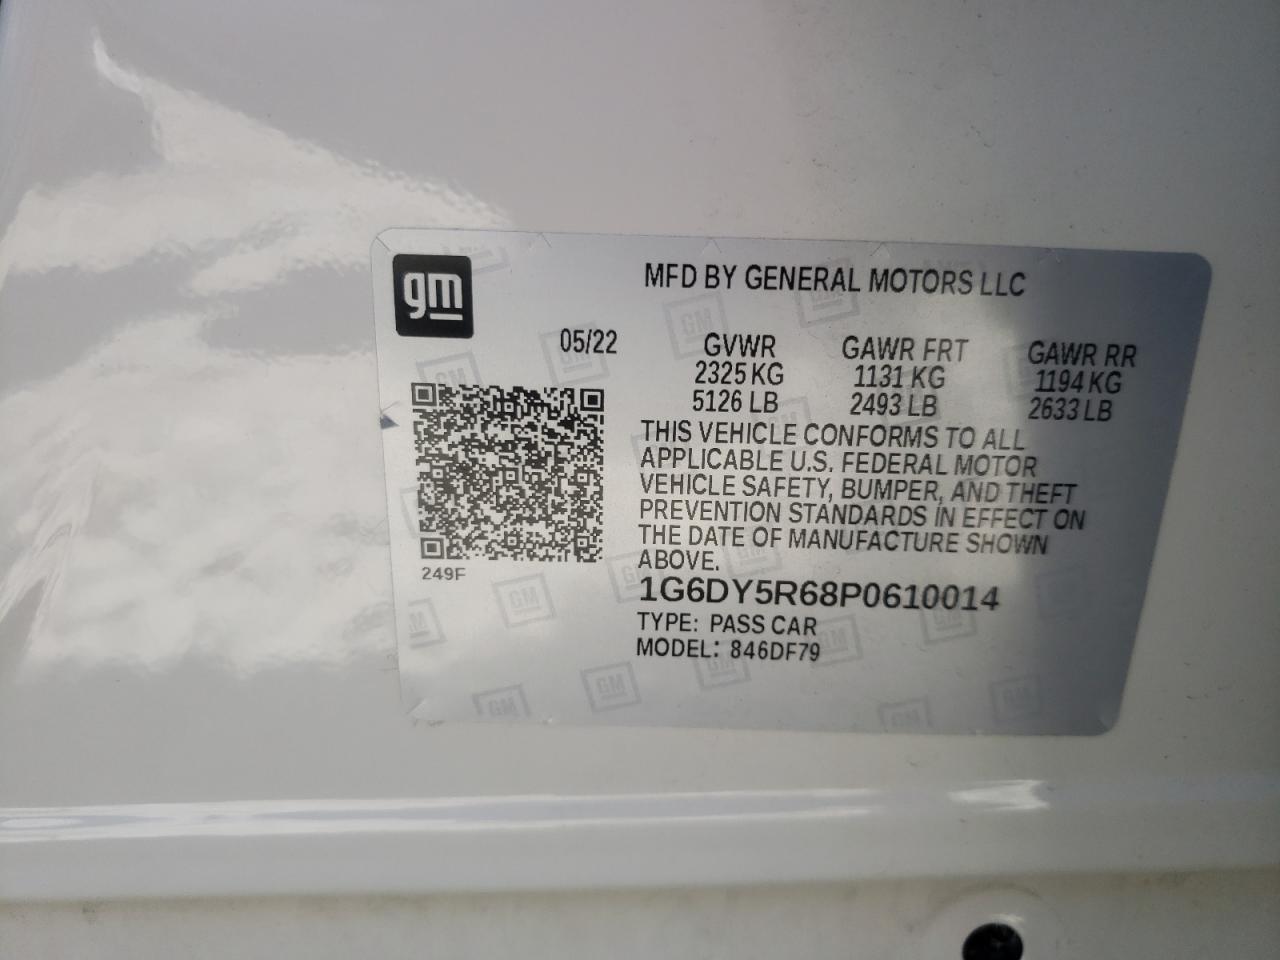 gm
MFD BY GENERAL MOTORS LLC
05/22 GVWR GAWR FRT GAWR RR
2325 KG 1131 KG 1194 KG
5126 LB 2493 LB 2633 LB
THIS VEHICLE CONFORMS TO ALL
APPLICABLE U.S. FEDERAL MOTOR
VEHICLE SAFETY, BUMPER, AND THEFT
PREVENTION STANDARDS IN EFFECT ON
THE DATE OF MANUFACTURE SHOWN
ABOVE.
249F
1G6DY5R68P0610014
TYPE: PASS CAR
MODEL: 846DF79